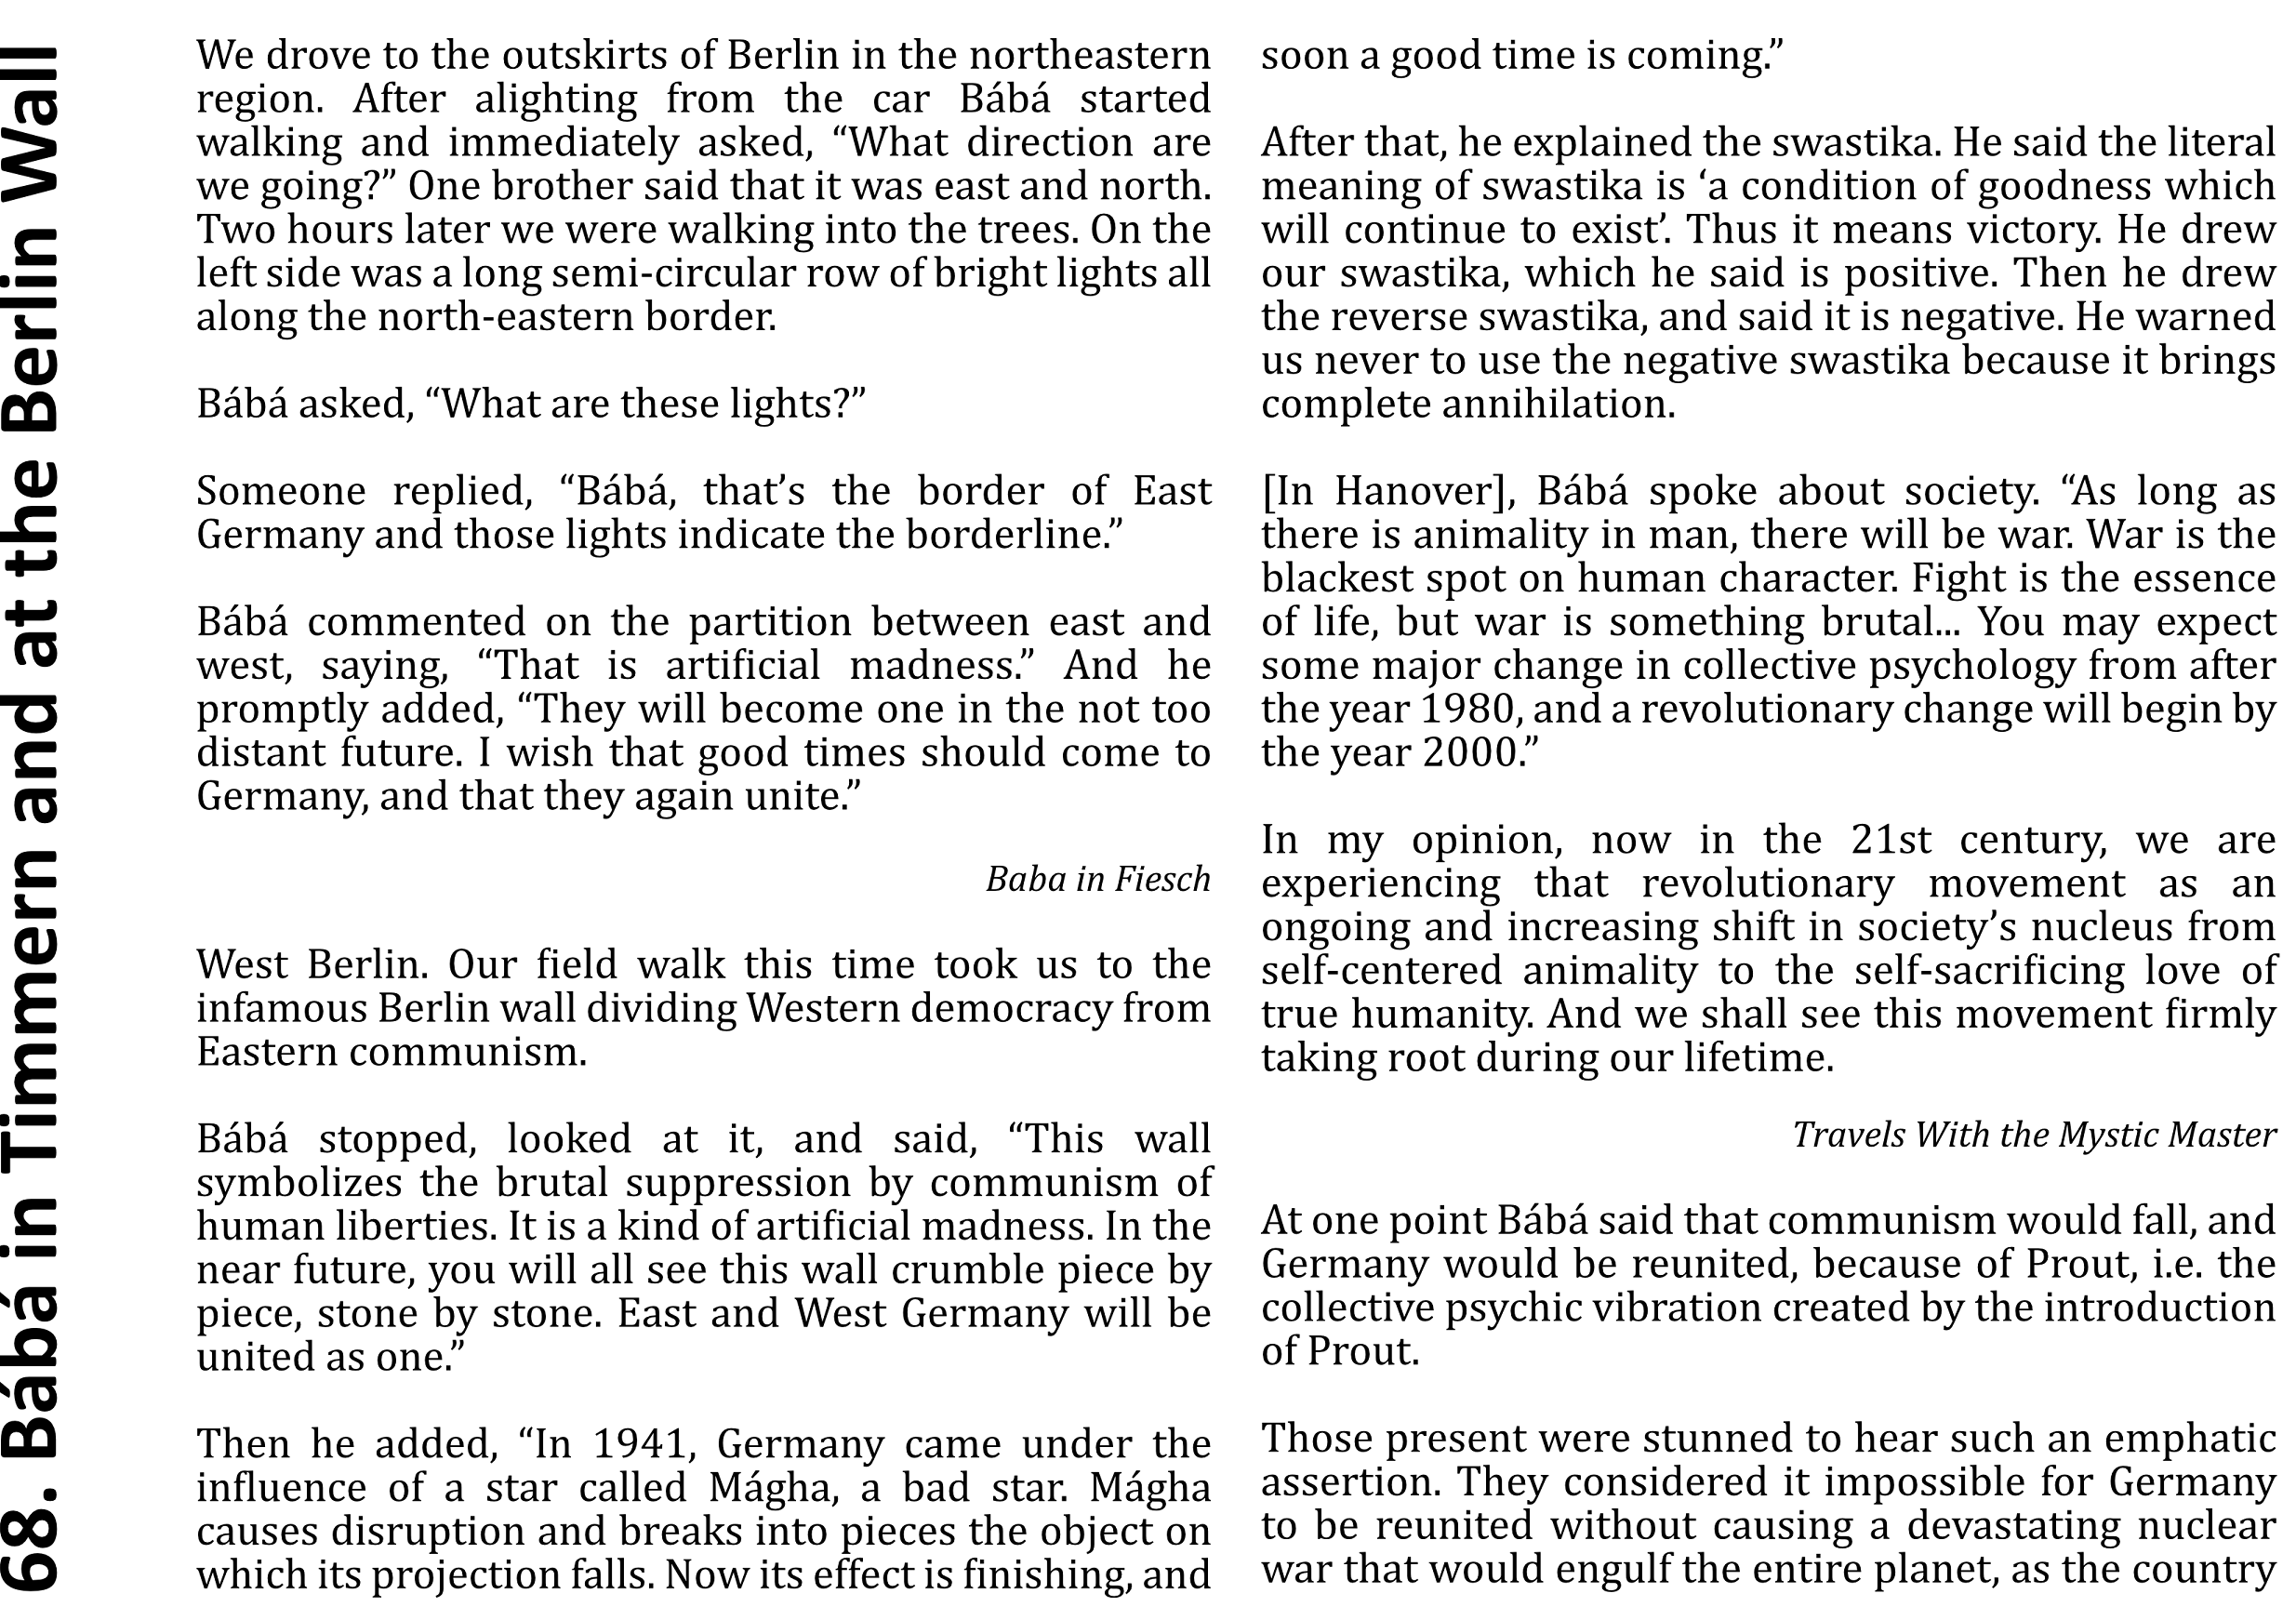 68. Bábá in Timmern and at the Berlin Wall
We drove to the outskirts of Berlin in the northeastern
region. After alighting from the car Bábá started
walking and immediately asked, “What direction are
we going?” One brother said that it was east and north.
Two hours later we were walking into the trees. On the
left side was a long semi-circular row of bright lights all
along the north-eastern border.
Bábá asked, “What are these lights?”
Someone replied, “Bábá, that’s the border of East
Germany and those lights indicate the borderline.”
Bábá commented on the partition between east and
west, saying, “That is artificial madness.” And he
promptly added, “They will become one in the not too
distant future. I wish that good times should come to
Germany, and that they again unite.”
Baba in Fiesch
West Berlin. Our field walk this time took us to the
infamous Berlin wall dividing Western democracy from
Eastern communism.
Bábá stopped, looked at it, and said, “This wall
symbolizes the brutal suppression by communism of
human liberties. It is a kind of artificial madness. In the
near future, you will all see this wall crumble piece by
piece, stone by stone. East and West Germany will be
united as one.”
Then he added, “In 1941, Germany came under the
influence of a star called Mágha, a bad star. Mágha
causes disruption and breaks into pieces the object on
which its projection falls. Now its effect is finishing, and
soon a good time is coming.”
After that, he explained the swastika. He said the literal
meaning of swastika is ‘a condition of goodness which
will continue to exist’. Thus it means victory. He drew
our swastika, which he said is positive. Then he drew
the reverse swastika, and said it is negative. He warned
us never to use the negative swastika because it brings
complete annihilation.
[In Hanover], Bábá spoke about society. “As long as
there is animality in man, there will be war. War is the
blackest spot on human character. Fight is the essence
of life, but war is something brutal... You may expect
some major change in collective psychology from after
the year 1980, and a revolutionary change will begin by
the year 2000.”
In my opinion, now in the 21st century, we are
experiencing that revolutionary movement as an
ongoing and increasing shift in society’s nucleus from
self-centered animality to the self-sacrificing love of
true humanity. And we shall see this movement firmly
taking root during our lifetime.
Travels With the Mystic Master
At one point Bábá said that communism would fall, and
Germany would be reunited, because of Prout, i.e. the
collective psychic vibration created by the introduction
of Prout.
Those present were stunned to hear such an emphatic
assertion. They considered it impossible for Germany
to be reunited without causing a devastating nuclear
war that would engulf the entire planet, as the country